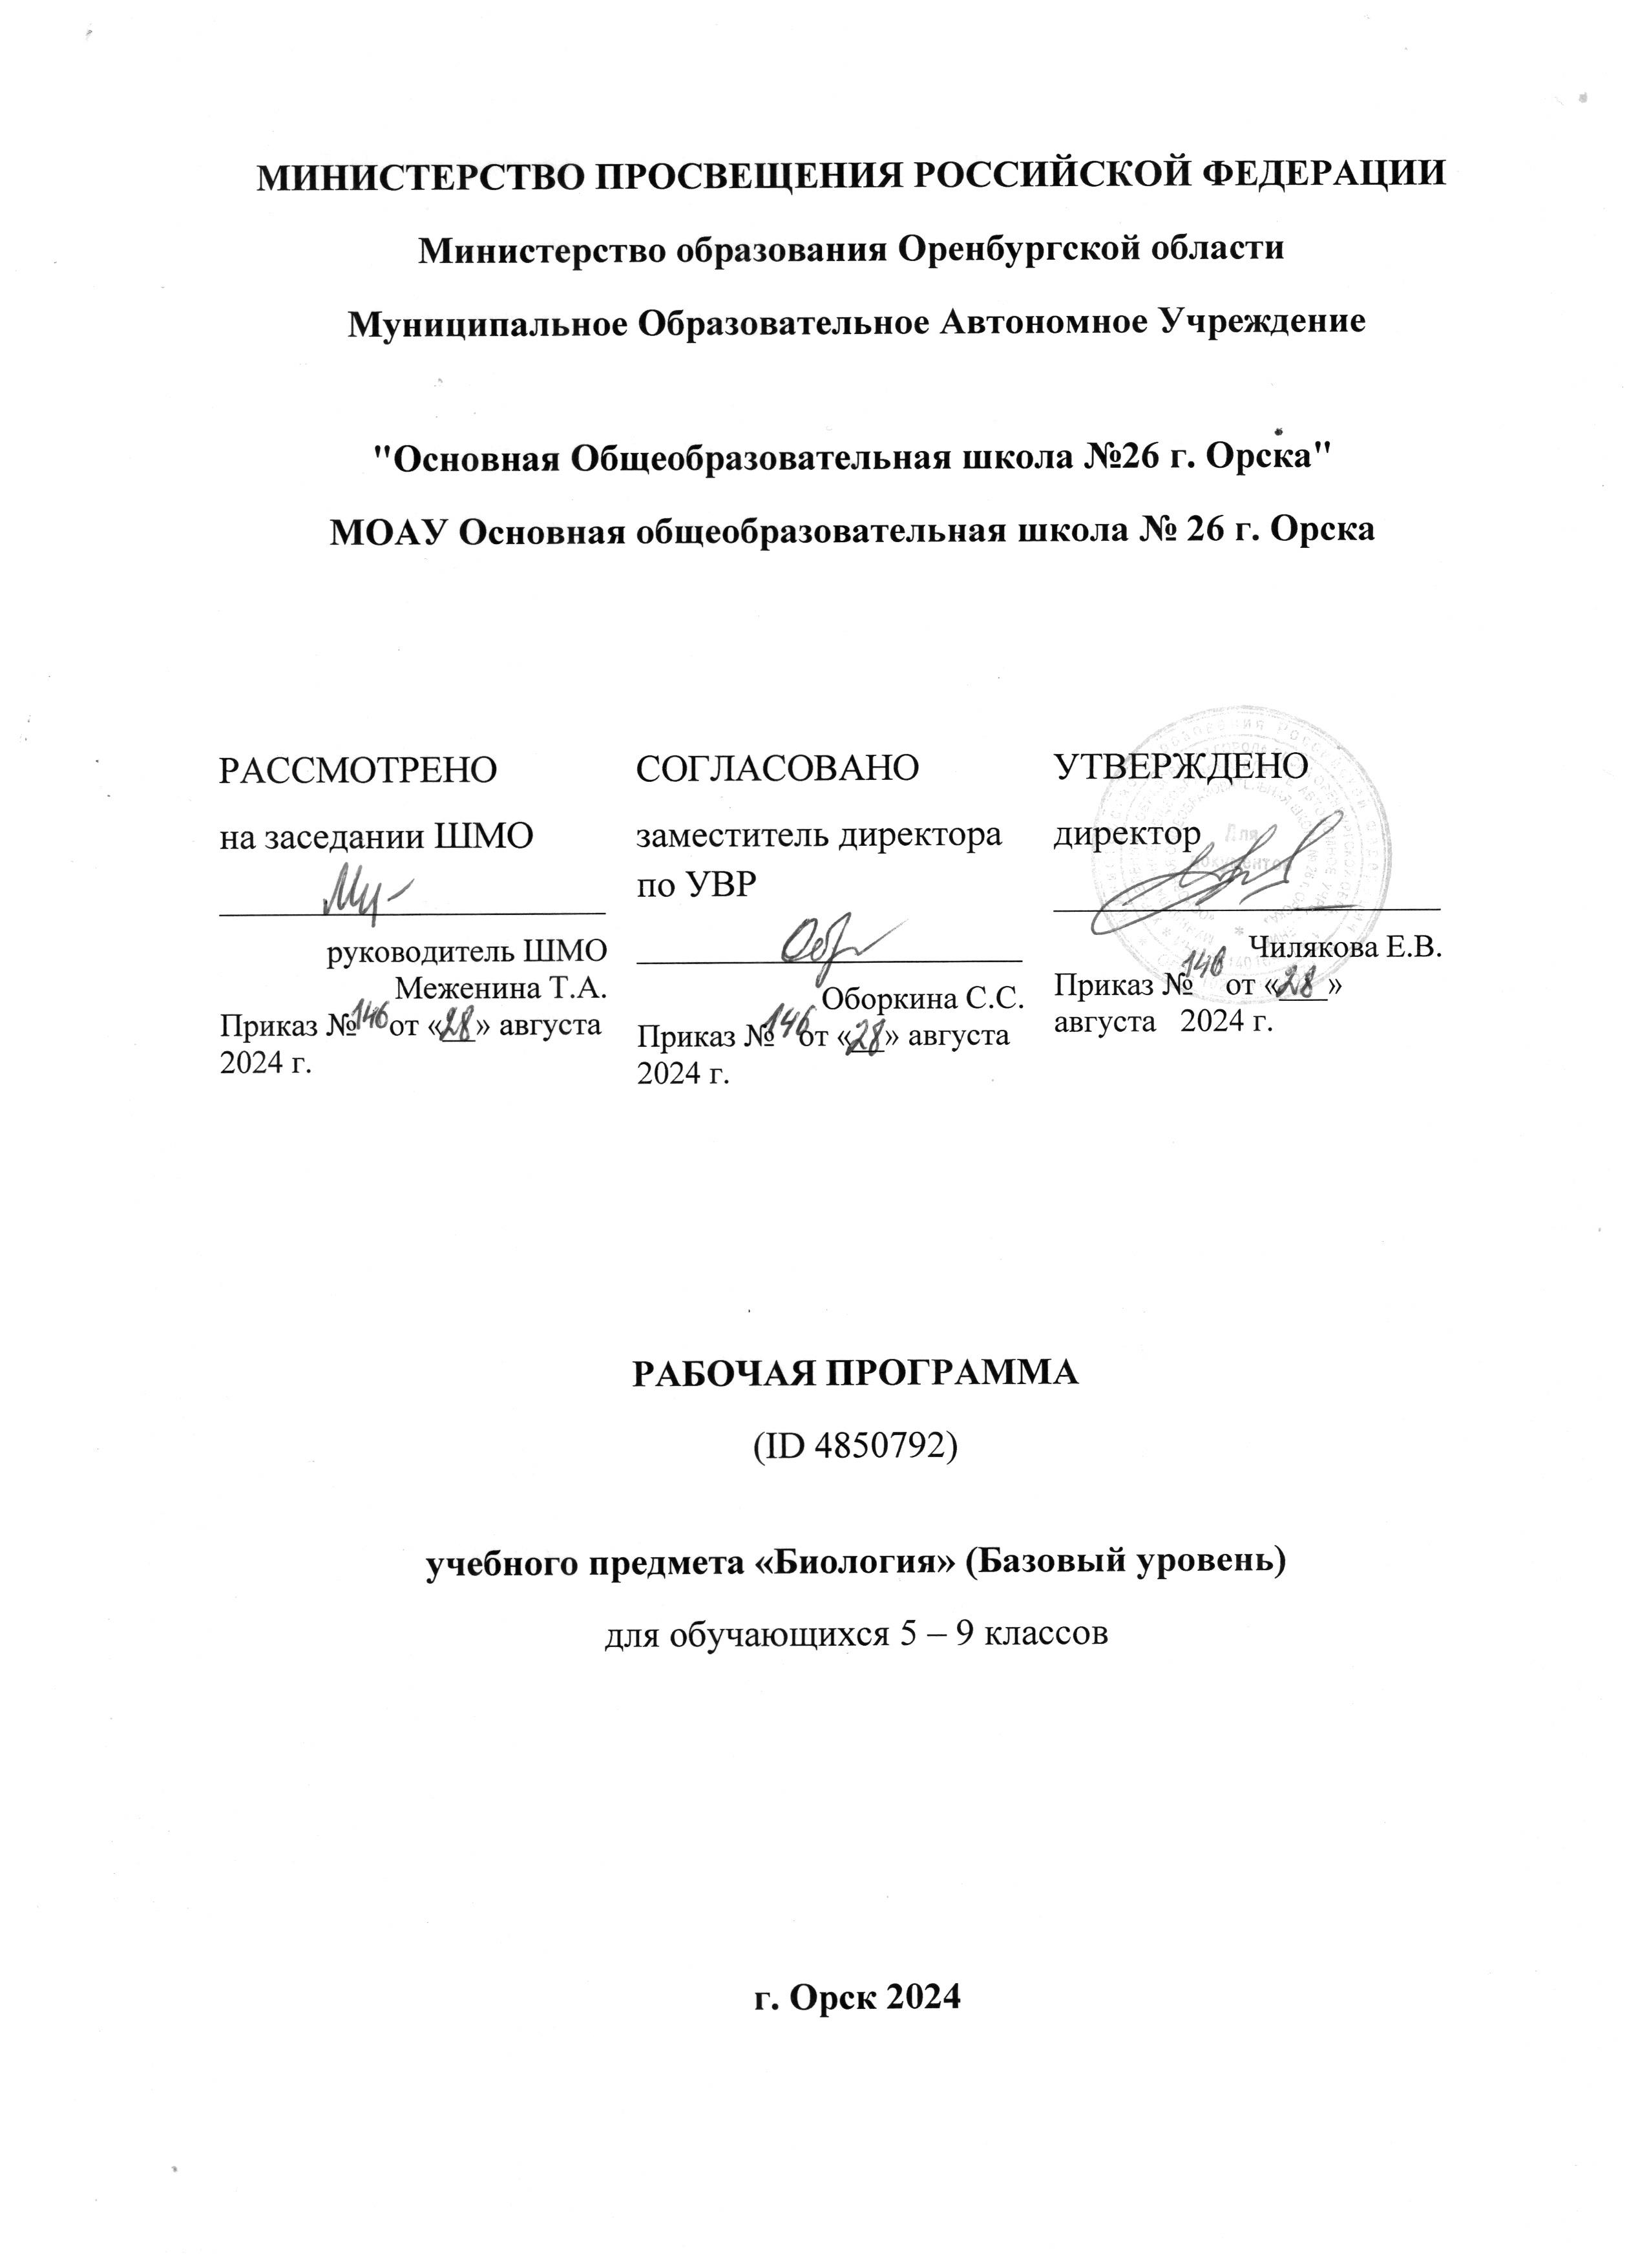 МИНИСТЕРСТВО ПРОСВЕЩЕНИЯ РОССИЙСКОЙ ФЕДЕРАЦИИ
Министерство образования Оренбургской области
Муниципальное Образовательное Автономное Учреждение
"Основная Общеобразовательная школа №26 г. Орска"
МОАУ Основная общеобразовательная школа № 26 г. Орска
РАССМОТРЕНО
на заседании ШМО
руководитель ШМО
Меженина Т.А.
Приказ №146 от «28» августа
2024 г.
СОГЛАСОВАНО
заместитель директора
по УВР
Оборкина С.С.
Приказ №146 от «28» августа
2024 г.
УТВЕРЖДЕНО
директор
Для
документов
Чилякова Е.В.
Приказ №146 от «28»
августа 2024 г.
РАБОЧАЯ ПРОГРАММА
(ID 4850792)
учебного предмета «Биология» (Базовый уровень)
для обучающихся 5 – 9 классов
г. Орск 2024